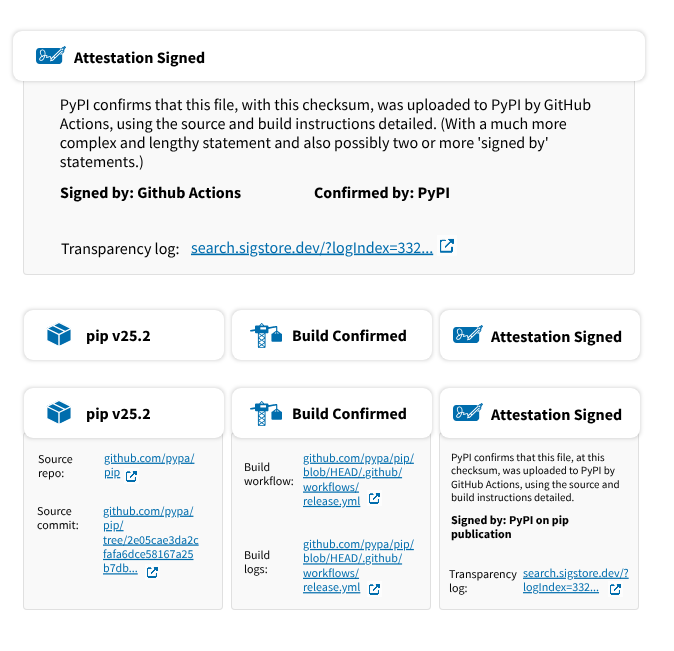 Attestation Signed
PyPI confirms that this file, with this checksum, was uploaded to PyPI by GitHub
Actions, using the source and build instructions detailed. (With a much more
complex and lengthy statement and also possibly two or more 'signed by'
statements.)
Signed by: Github Actions Confirmed by: PyPI
Transparency log: search.sigstore.dev/?logIndex=332...
pip v25.2
Build Confirmed
Attestation Signed
pip v25.2
Source
repo:
github.com/pypa/
pip
Source
commit:
github.com/pypa/
pip/
tree/2e05cae3da2c
fafa6dce58167a25
b7db...
Build Confirmed
Build
workflow:
github.com/pypa/pip/
blob/HEAD/.github/
workflows/
release.yml
Build
logs:
github.com/pypa/pip/
blob/HEAD/.github/
workflows/
release.yml
Attestation Signed
PyPI confirms that this file, at this
checksum, was uploaded to PyPI by
GitHub Actions, using the source and
build instructions detailed.
Signed by: PyPI on pip
publication
Transparency
log:
search.sigstore.dev/?
logIndex=332...